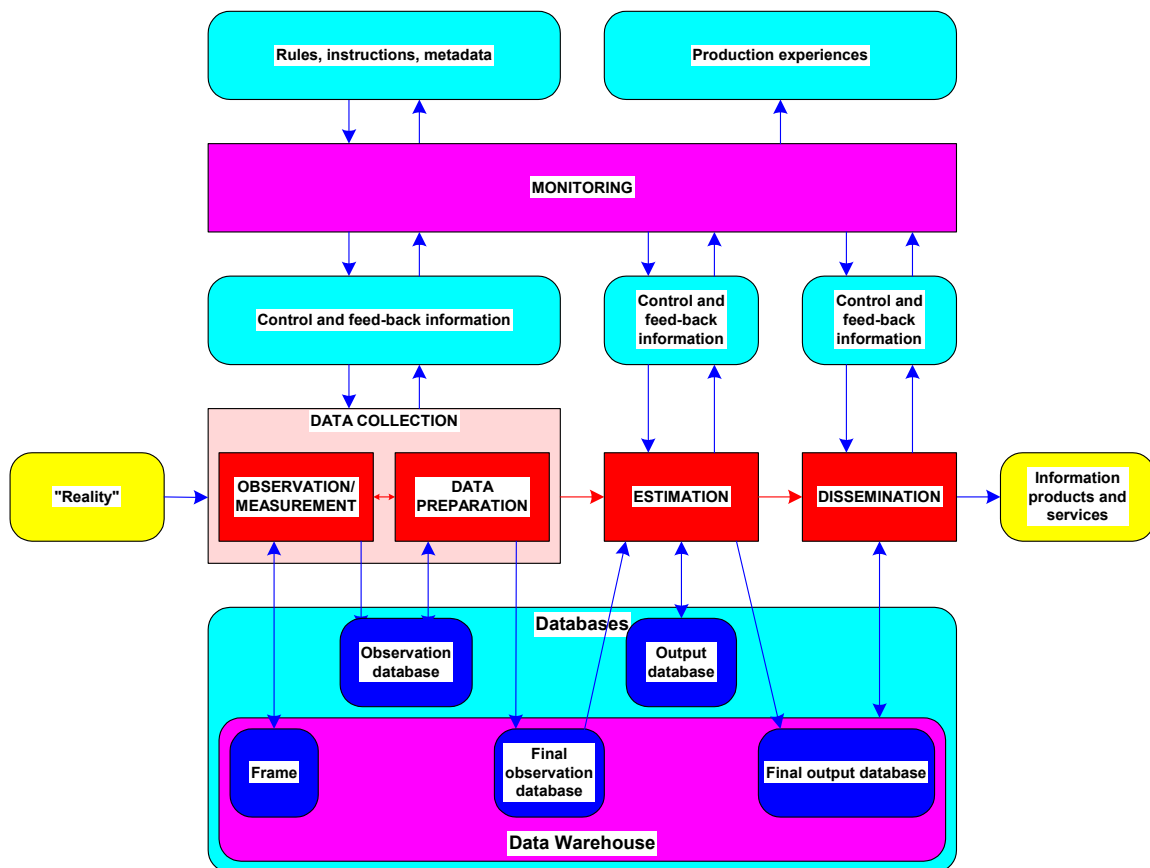 Rules, instructions, metadata
Production experiences
MONITORING
Control and feed-back information
Control and
feed-back
information
Control and
feed-back
information
DATA COLLECTION
"Reality"
OBSERVATION/
MEASUREMENT
DATA
PREPARATION
ESTIMATION
DISSEMINATION
Information
products and
services
Databases
Observation
database
Output
database
Frame
Final
observation
database
Final output database
Data Warehouse